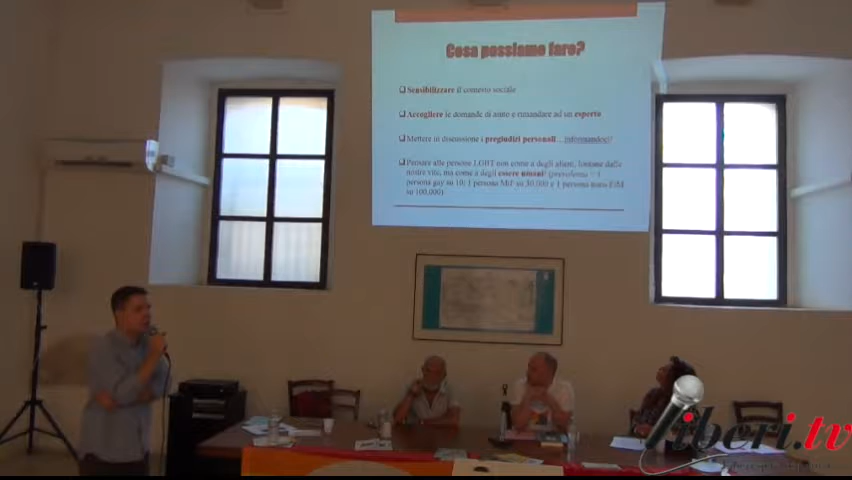 Cosa possiamo fare?
❑ Sensibilizzare il contesto sociale
❑ Accogliere le domande di aiuto e rimandare ad un esperto
❑ Mettere in discussione i pregiudizi personali…informandoci!
❑ Pensare alle persone LGBT non come a degli alieni, lontane dalle
nostre vite, ma come a degli essere umani! (prevalenza = 1
persona gay su 10; 1 persona MtF su 30.000 e 1 persona trans FtM
su 100.000)
liberi.tv